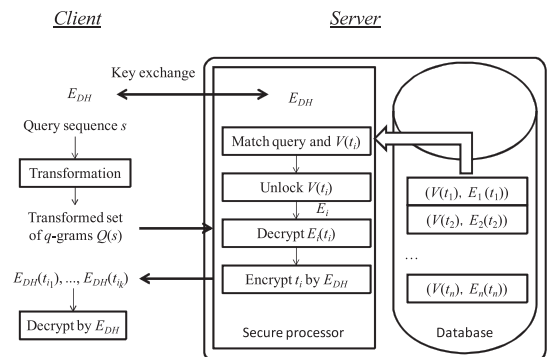 Client
Server
Key exchange
E_DH
E_DH
Query sequence s
Transformation
Transformed set
of q-grams Q(s)
E_DH(t_i1), ..., E_DH(t_ik)
Decrypt by E_DH
Match query and V(t_i)
Unlock V(t_i)
E_i
Decrypt E_i(t_i)
Encrypt t_i by E_DH
Secure processor
(V(t_1), E_1(t_1))
(V(t_2), E_2(t_2))
...
(V(t_n), E_n(t_n))
Database